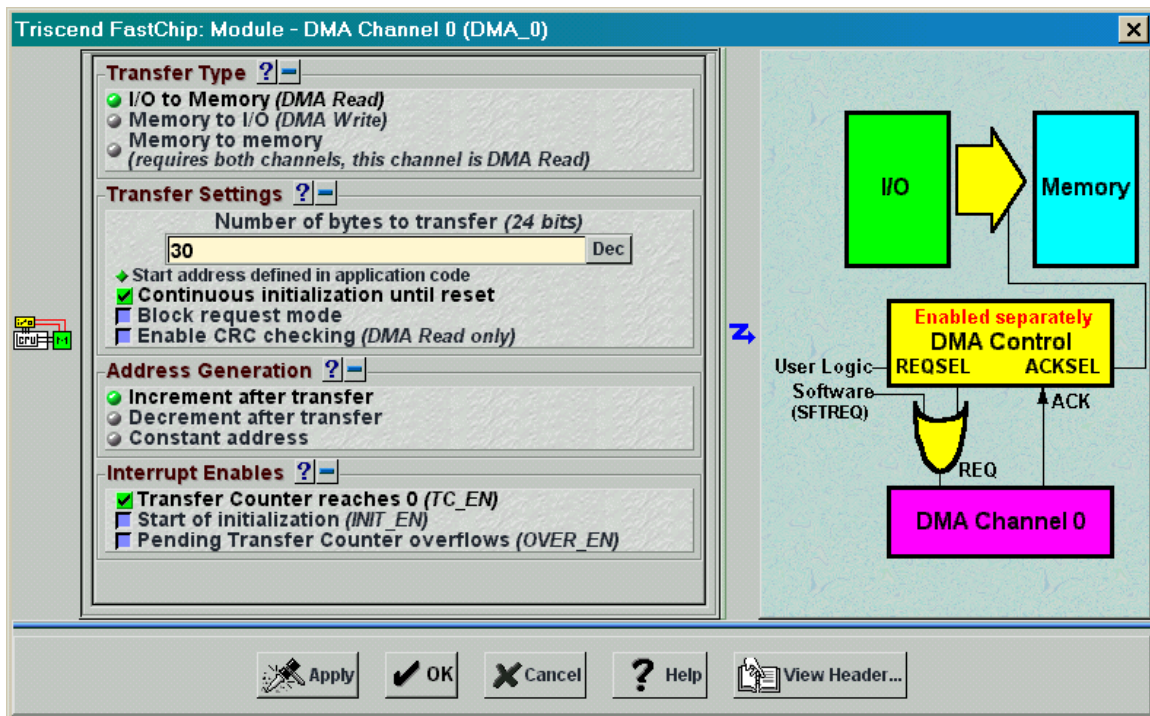 Triscend FastChip: Module - DMA Channel 0 (DMA_0)
Transfer Type ?
I/O to Memory (DMA Read)
Memory to I/O (DMA Write)
Memory to memory
(requires both channels, this channel is DMA Read)
Transfer Settings ?
Number of bytes to transfer (24 bits)
30 Dec
Start address defined in application code
Continuous initialization until reset
Block request mode
Enable CRC checking (DMA Read only)
Address Generation ?
Increment after transfer
Decrement after transfer
Constant address
Interrupt Enables ?
Transfer Counter reaches 0 (TC_EN)
Start of initialization (INIT_EN)
Pending Transfer Counter overflows (OVER_EN)
I/O Memory
Enabled separately
DMA Control
User Logic REQSEL ACKSEL
Software
(SFTREQ)
ACK
REQ
DMA Channel 0
Apply OK Cancel ? Help View Header...